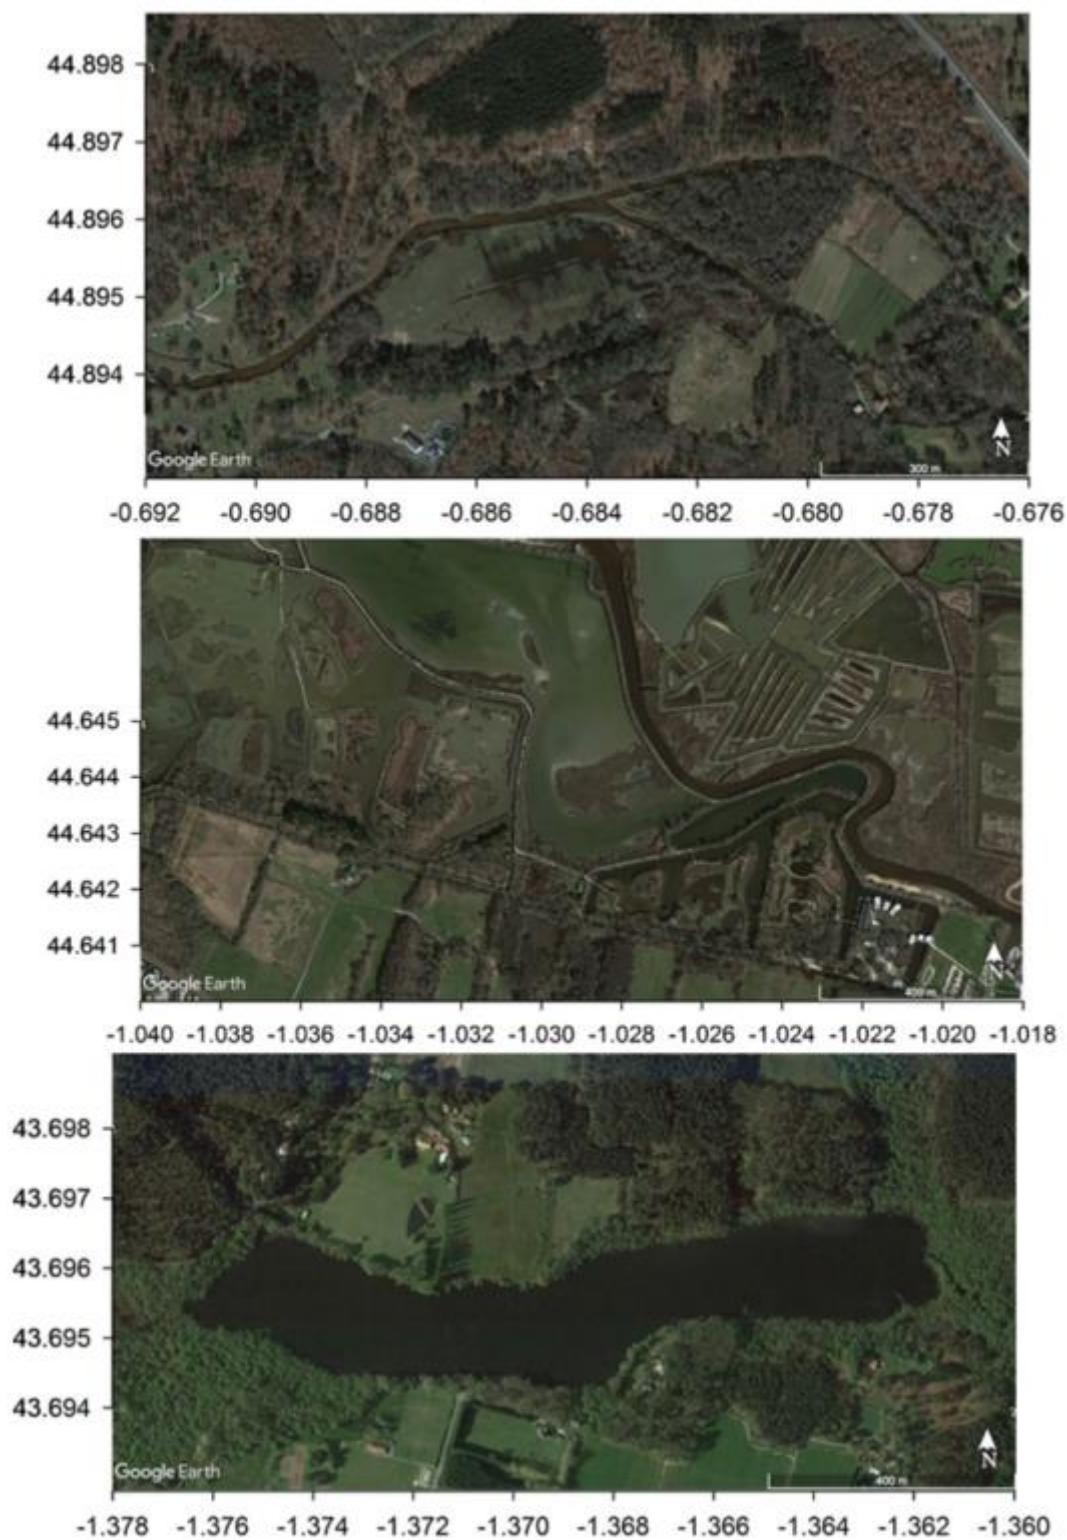 44.898
44.897
44.896
44.895
44.894
Google Earth
N
300 m
-0.692 -0.690 -0.688 -0.686 -0.684 -0.682 -0.680 -0.678 -0.676
44.645
44.644
44.643
44.642
44.641
Google Earth
N
400 m
-1.040 -1.038 -1.036 -1.034 -1.032 -1.030 -1.028 -1.026 -1.024 -1.022 -1.020 -1.018
43.698
43.697
43.696
43.695
43.694
Google Earth
N
400 m
-1.378 -1.376 -1.374 -1.372 -1.370 -1.368 -1.366 -1.364 -1.362 -1.360